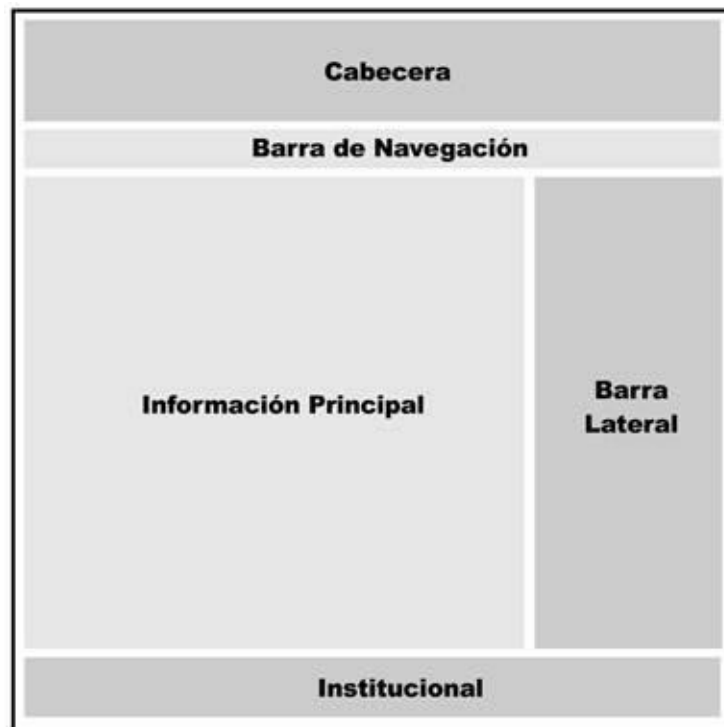 Cabecera
Barra de Navegación
Información Principal
Barra
Lateral
Institucional